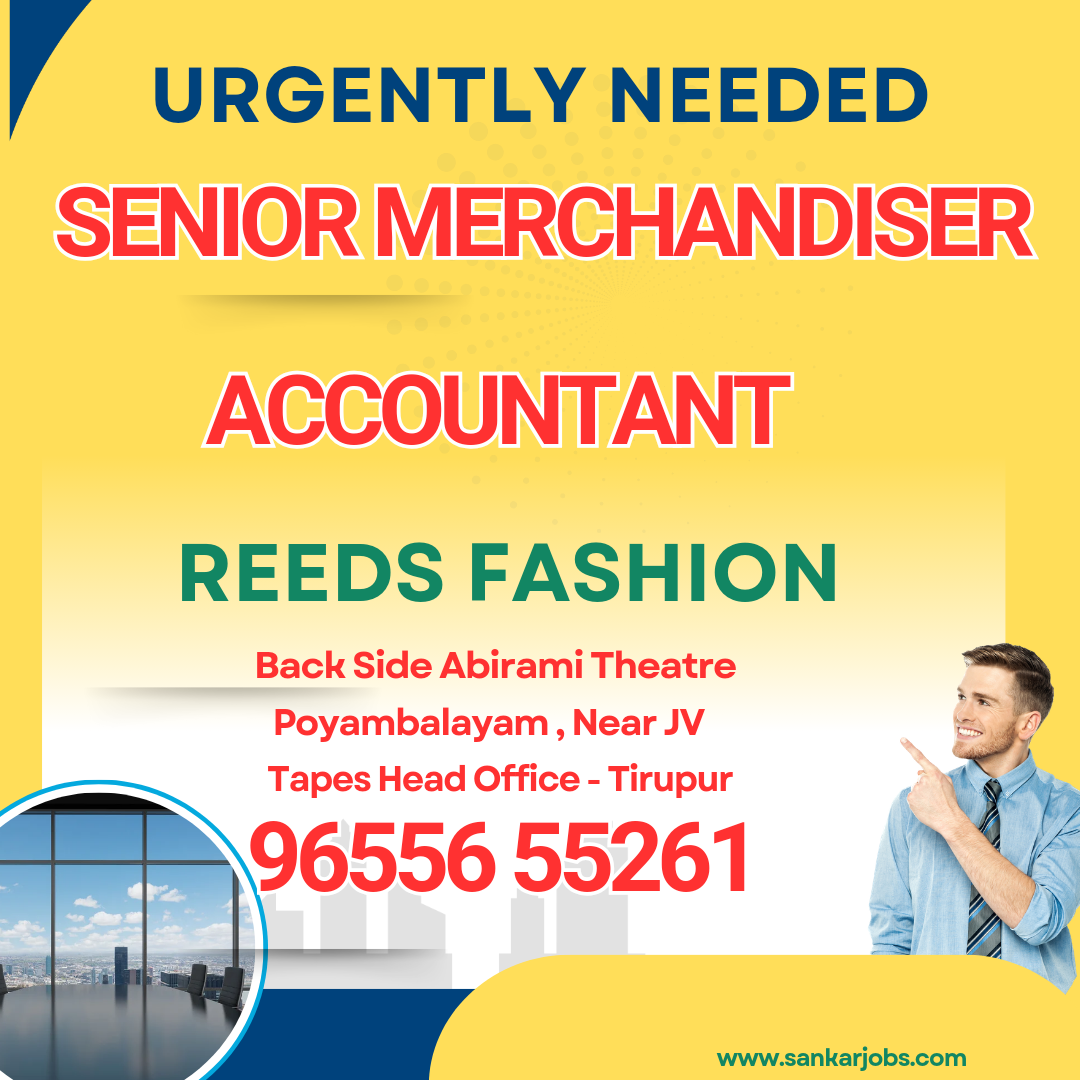 URGENTLY NEEDED
SENIOR MERCHANDISER
ACCOUNTANT
REEDS FASHION
Back Side Abirami Theatre
Poyambalayam , Near JV
Tapes Head Office - Tirupur
96556 55261
www.sankarjobs.com